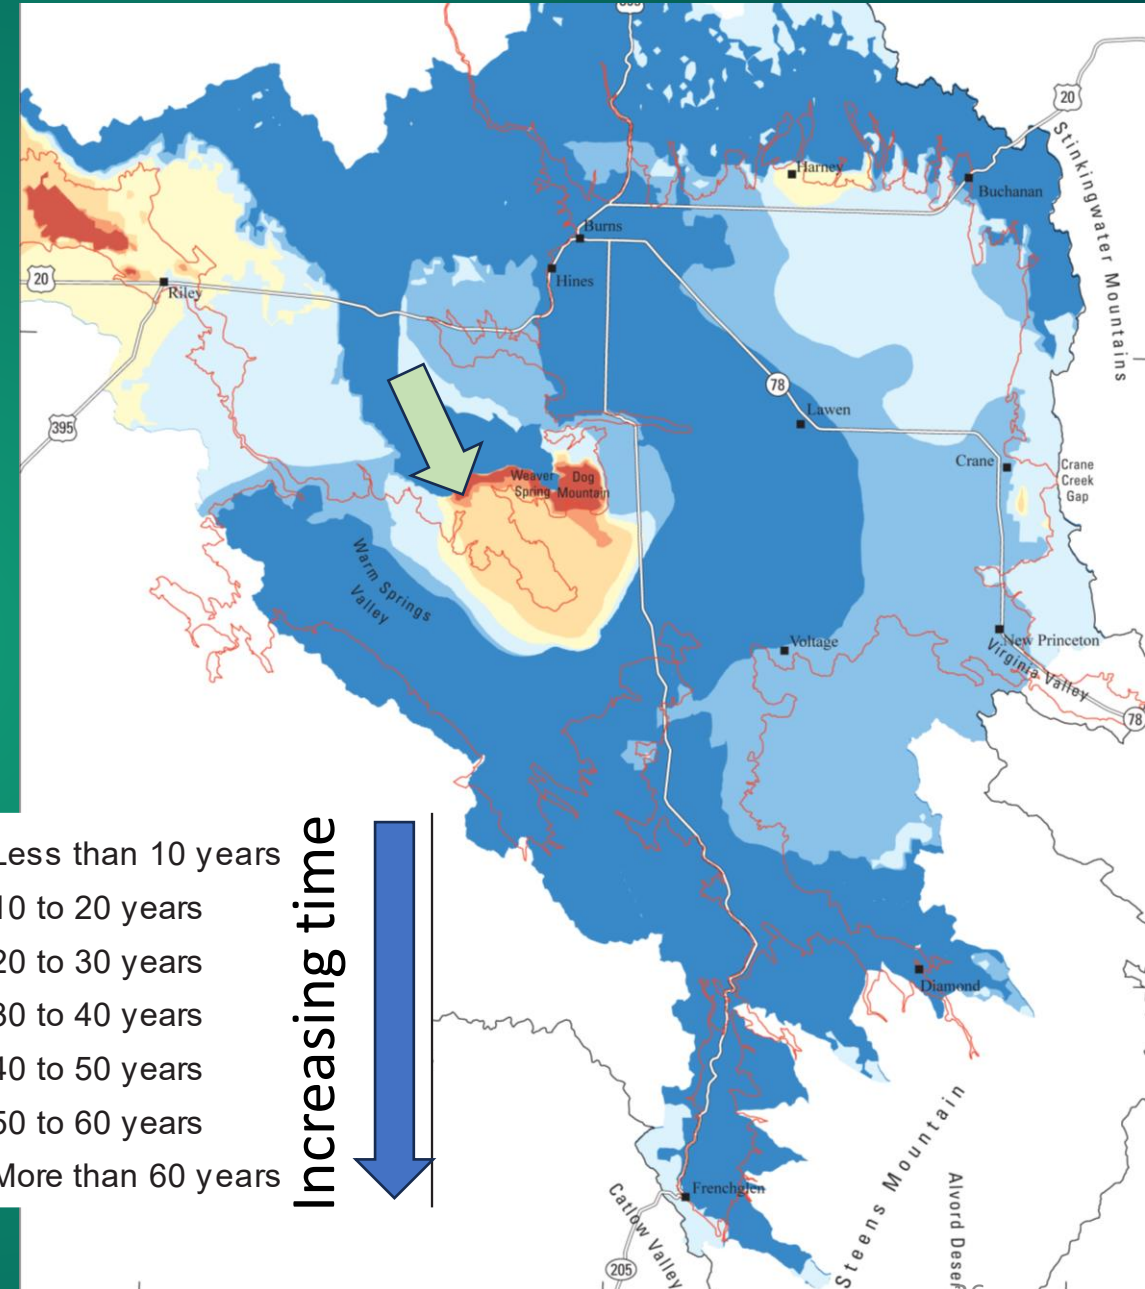 395
20
Stinkingwater Mountains
Harney
Buchanan
Burns
20
Hines
Riley
78
Lawen
395
Crane
Crane
Creek
Gap
Weaver
Spring
Dog
Mountain
Warm Springs
Valley
Voltage
New Princeton
Virginia Valley
78
Less than 10 years
10 to 20 years
20 to 30 years
30 to 40 years
40 to 50 years
50 to 60 years
More than 60 years
Increasing time
Diamond
Frenchglen
Catlow Valley
Steens Mountain
Alvord Deser
205